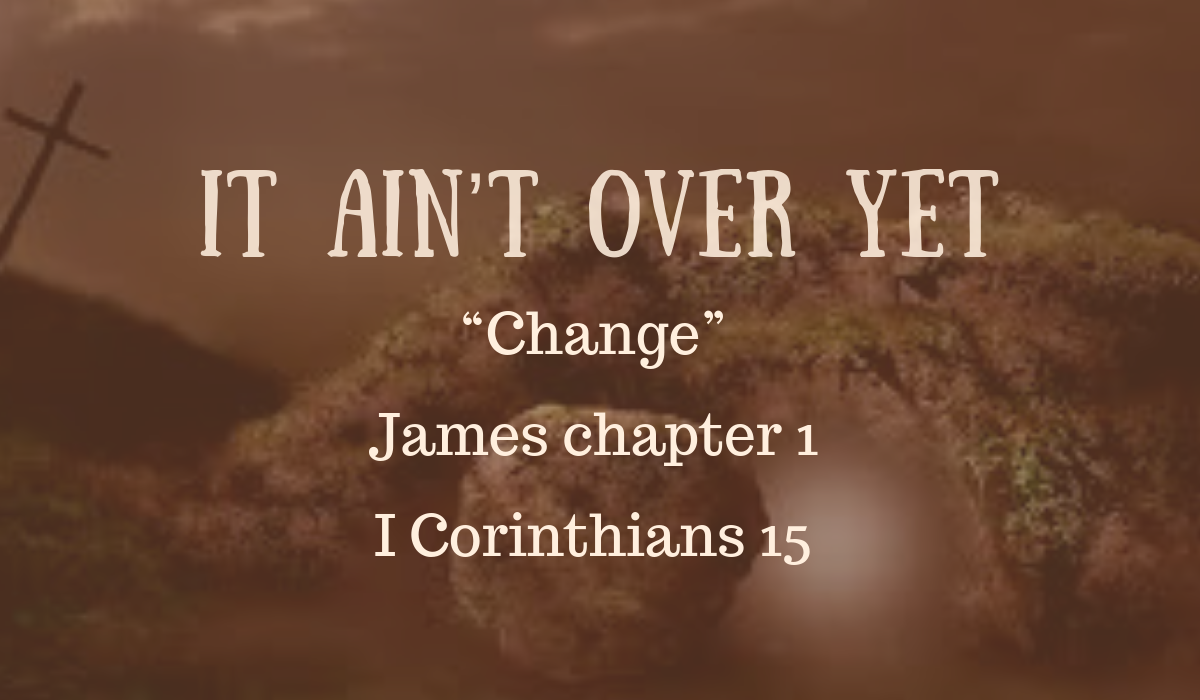 IT AIN'T OVER YET
“Change”
James chapter 1
I Corinthians 15